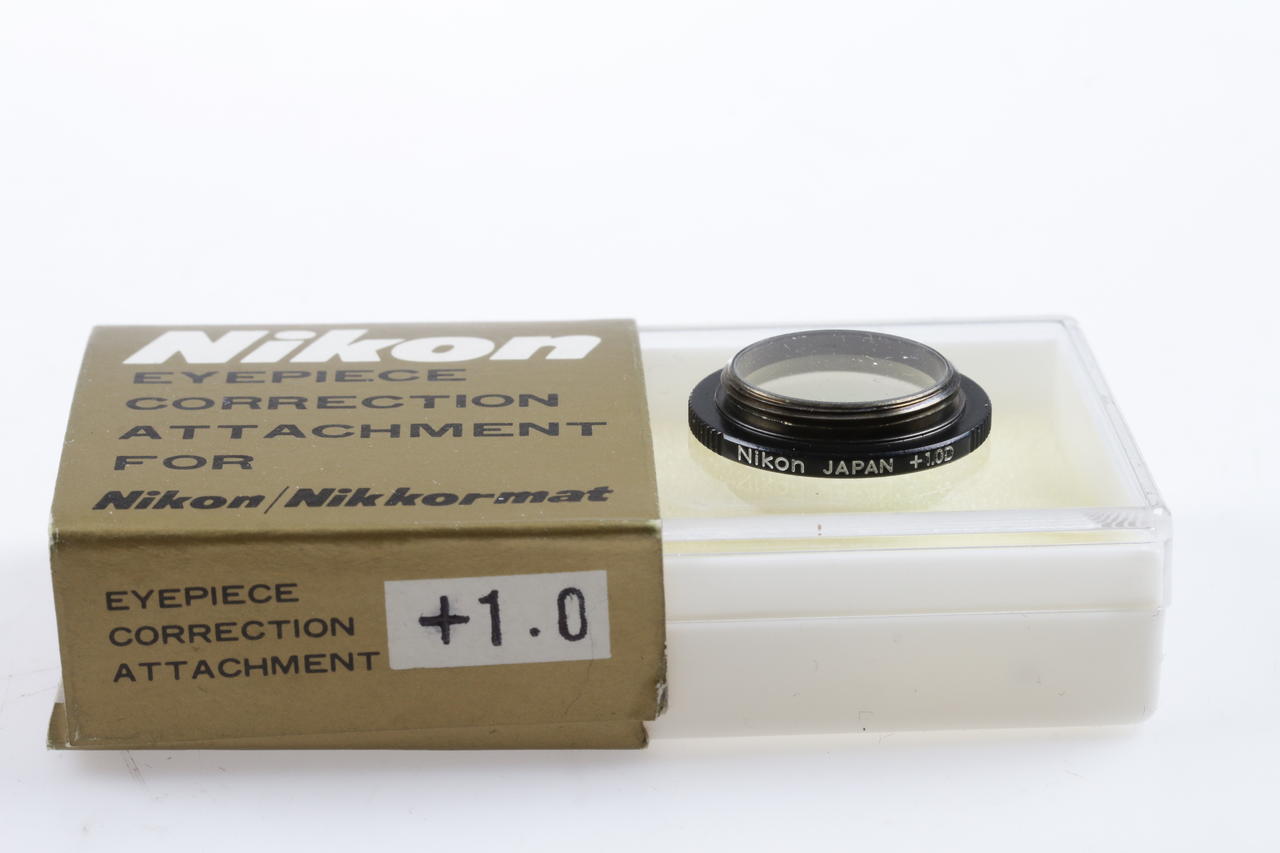 Nikon
EYEPIECE
CORRECTION
ATTACHMENT
FOR
Nikon/Nikkormat
EYEPIECE
CORRECTION
ATTACHMENT
+1.0
Nikon JAPAN +1.0D